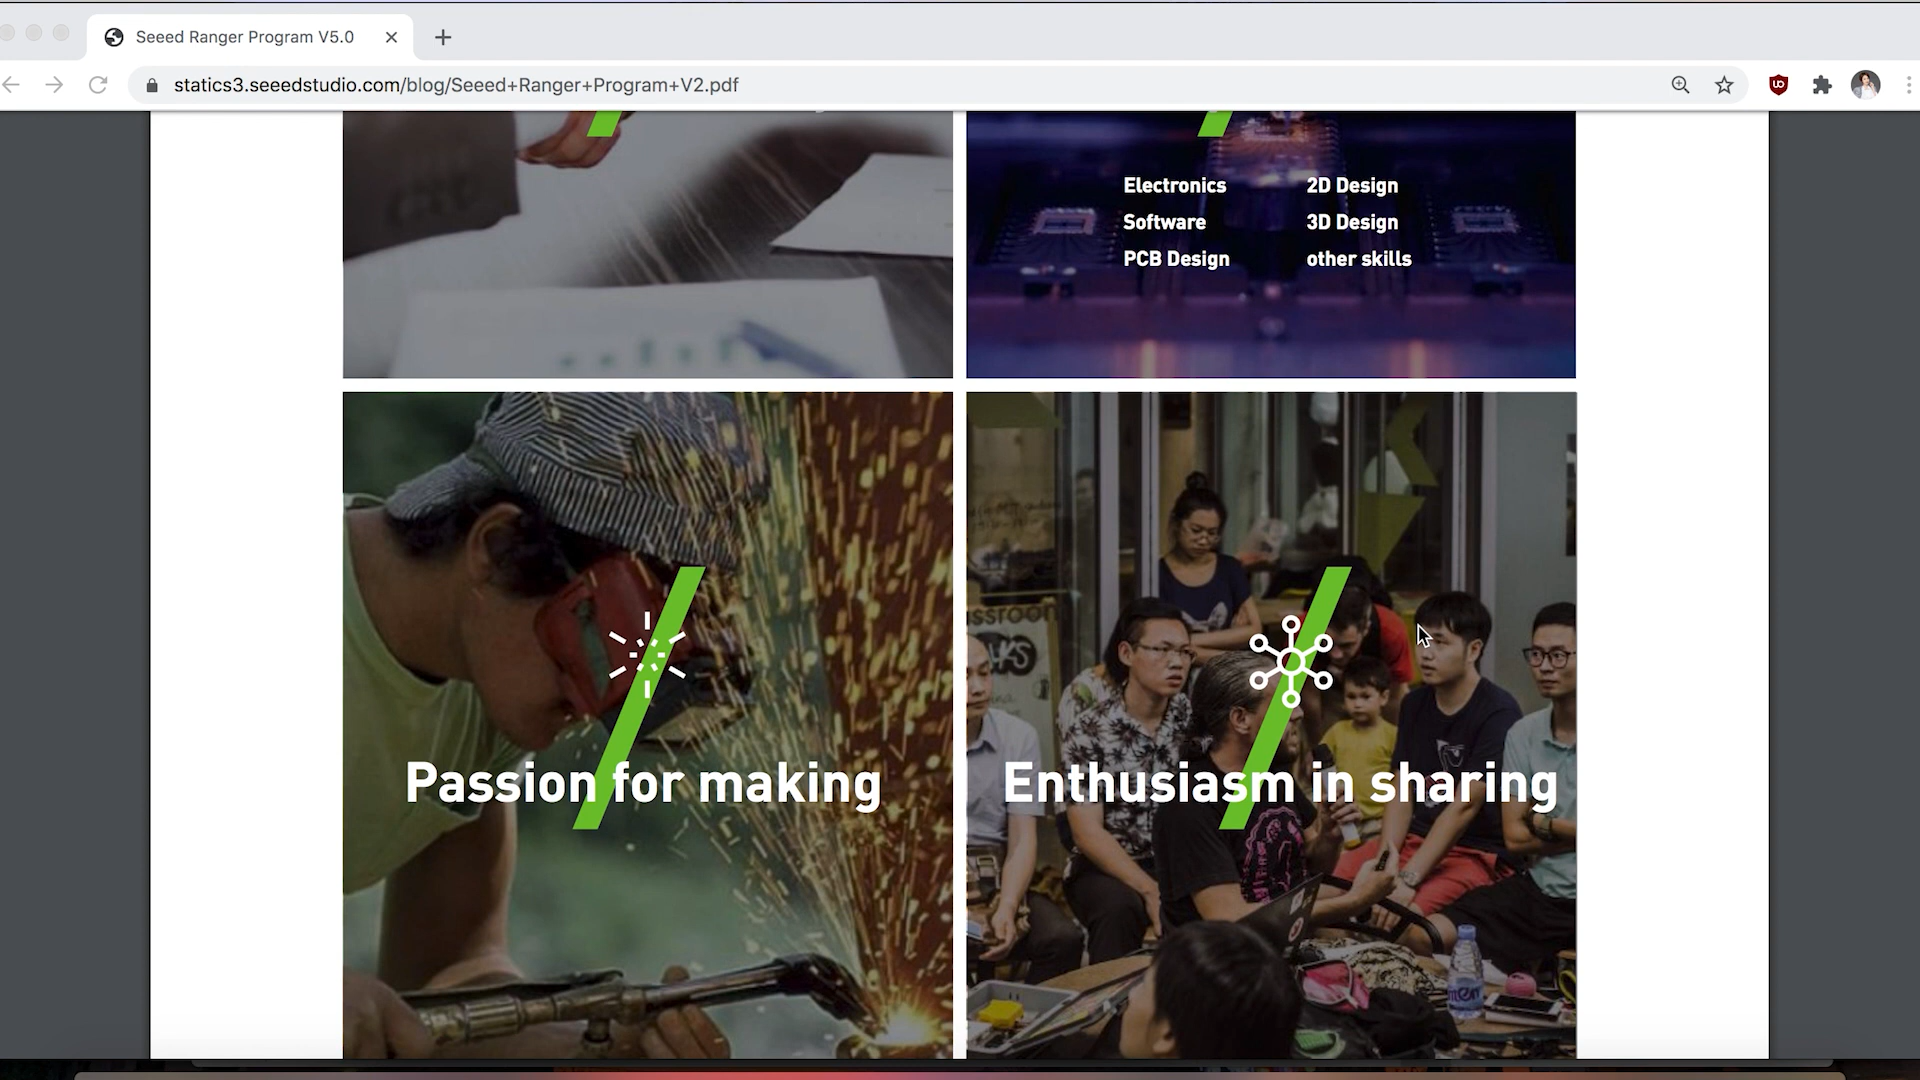 Seeed Ranger Program V5.0
statics3.seeedstudio.com/blog/Seeed+Ranger+Program+V2.pdf
Electronics
2D Design
Software
3D Design
PCB Design
other skills
Passion for making
Enthusiasm in sharing